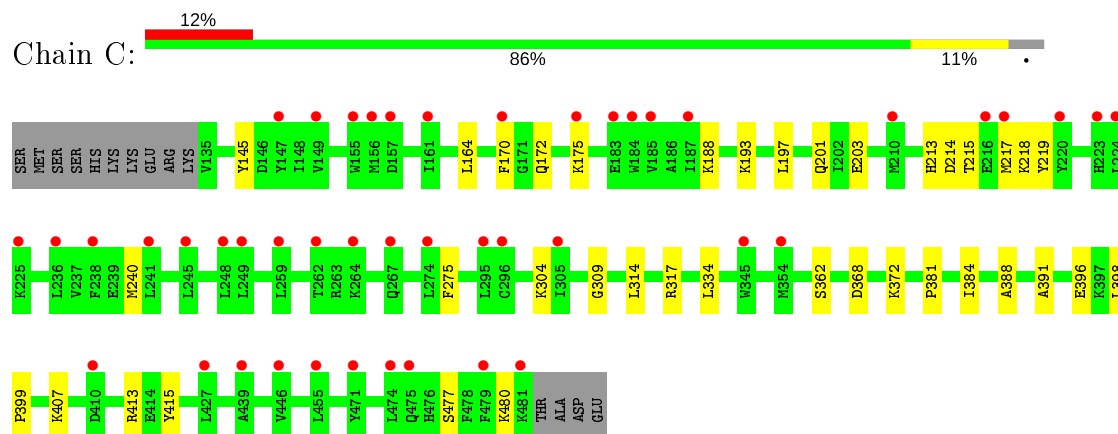 12%
Chain C:
86%
11%
SER MET SER SER HIS LYS LYS GLU ARG LYS V135 Y145 D146 Y147 I148 V149 W155 M156 D157 I161 L164 F170 G171 Q172 K175 E183 W184 V185 A186 I187 K188 K193 L197 Q201 I202 E203 M210 H213 D214 T215 E216 M217 K218 Y219 Y220 H223 L224
K225 L236 V237 F238 E239 M240 L241 L245 L248 L249 L259 T262 R263 K264 Q267 L274 F275 L295 C296 K304 I305 G309 L314 R317 L334 W345 M354 S362 D368 K372 P381 I384 A388 A391 E396 K397 L398
P399 K407 D410 R413 E414 Y415 L427 A439 V446 L455 Y471 L474 Q475 H476 S477 F478 F479 K480 K481 THR ALA ASP GLU